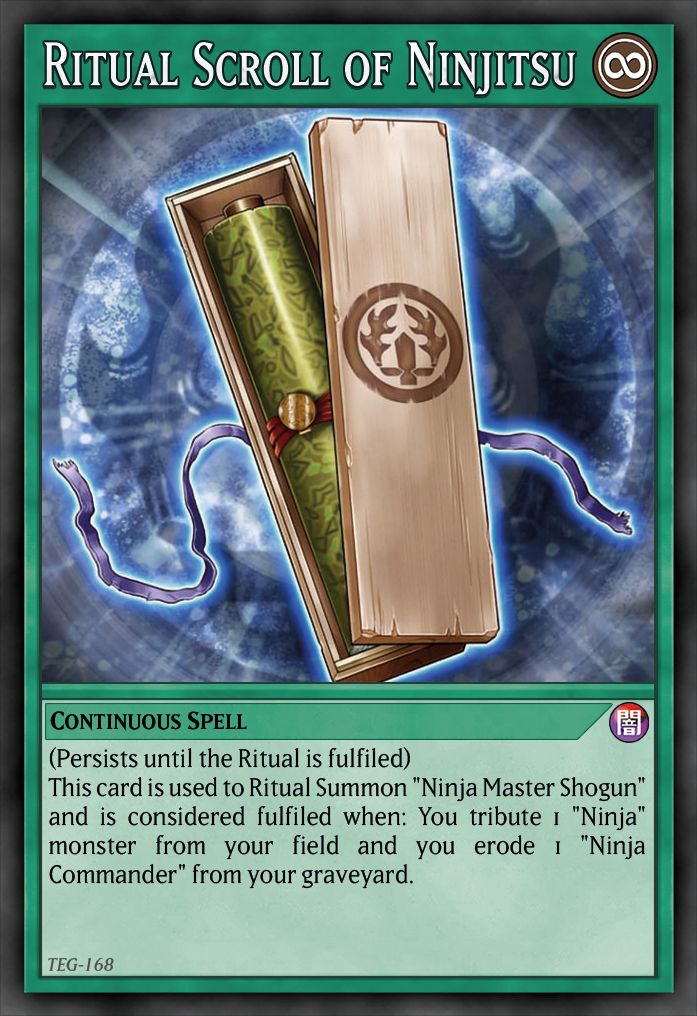 Ritual Scroll of Ninjitsu
Continuous Spell
闇
(Persists until the Ritual is fulfiled)
This card is used to Ritual Summon "Ninja Master Shogun"
and is considered fulfiled when: You tribute 1 "Ninja"
monster from your field and you erode 1 "Ninja
Commander" from your graveyard.
TEG-168